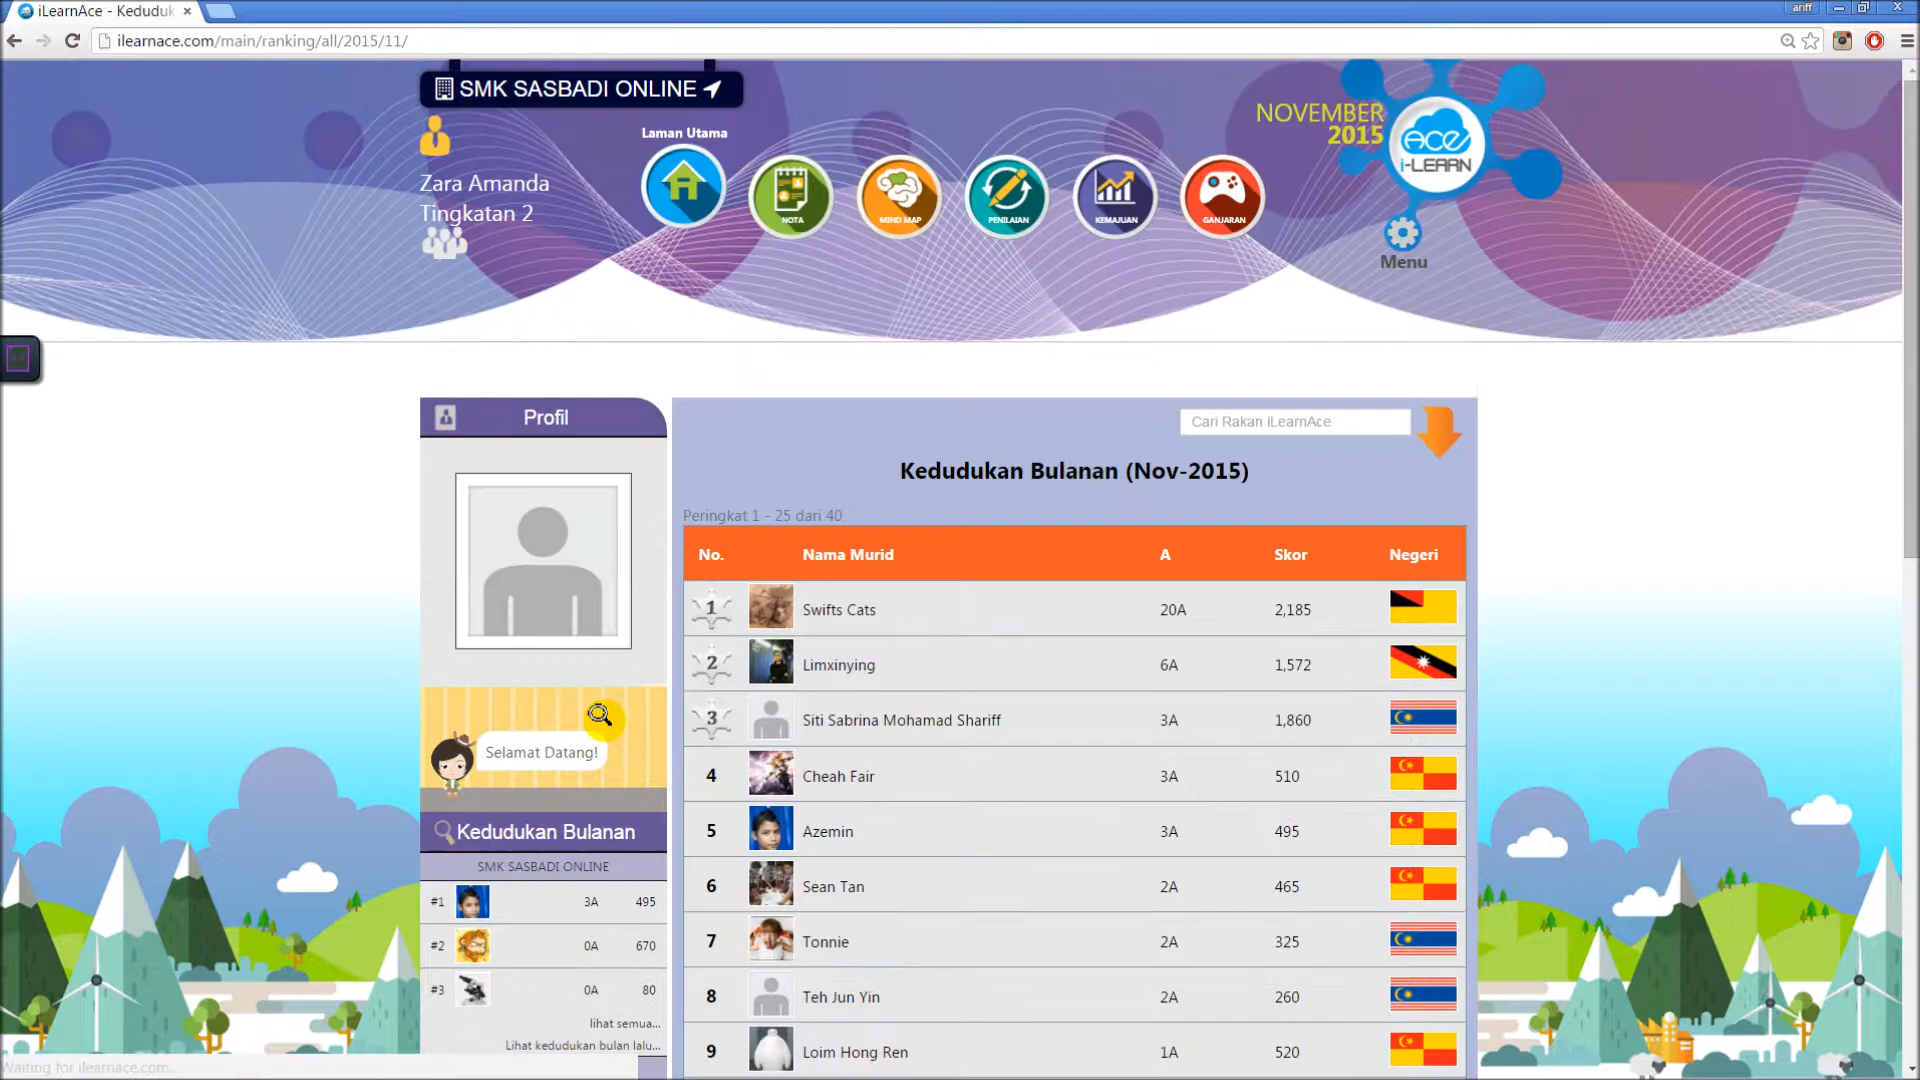 iLearnAce - Keduduk
ariff
ilearnace.com/main/ranking/all/2015/11/
SMK SASBADI ONLINE
Zara Amanda
Tingkatan 2
Laman Utama
NOTA
MIND MAP
PENILAIAN
KEMAJUAN
GANJARAN
NOVEMBER
2015
ACE
i-LEARN
Menu
Profil
Selamat Datang!
Kedudukan Bulanan
SMK SASBADI ONLINE
#1 3A 495
#2 0A 670
#3 0A 80
lihat semua...
Lihat kedudukan bulan lalu...
Cari Rakan iLearnAce
Kedudukan Bulanan (Nov-2015)
Peringkat 1 - 25 dari 40
No. Nama Murid A Skor Negeri
1 Swifts Cats 20A 2,185
2 Limxinying 6A 1,572
3 Siti Sabrina Mohamad Shariff 3A 1,860
4 Cheah Fair 3A 510
5 Azemin 3A 495
6 Sean Tan 2A 465
7 Tonnie 2A 325
8 Teh Jun Yin 2A 260
9 Loim Hong Ren 1A 520
Waiting for ilearnace.com...